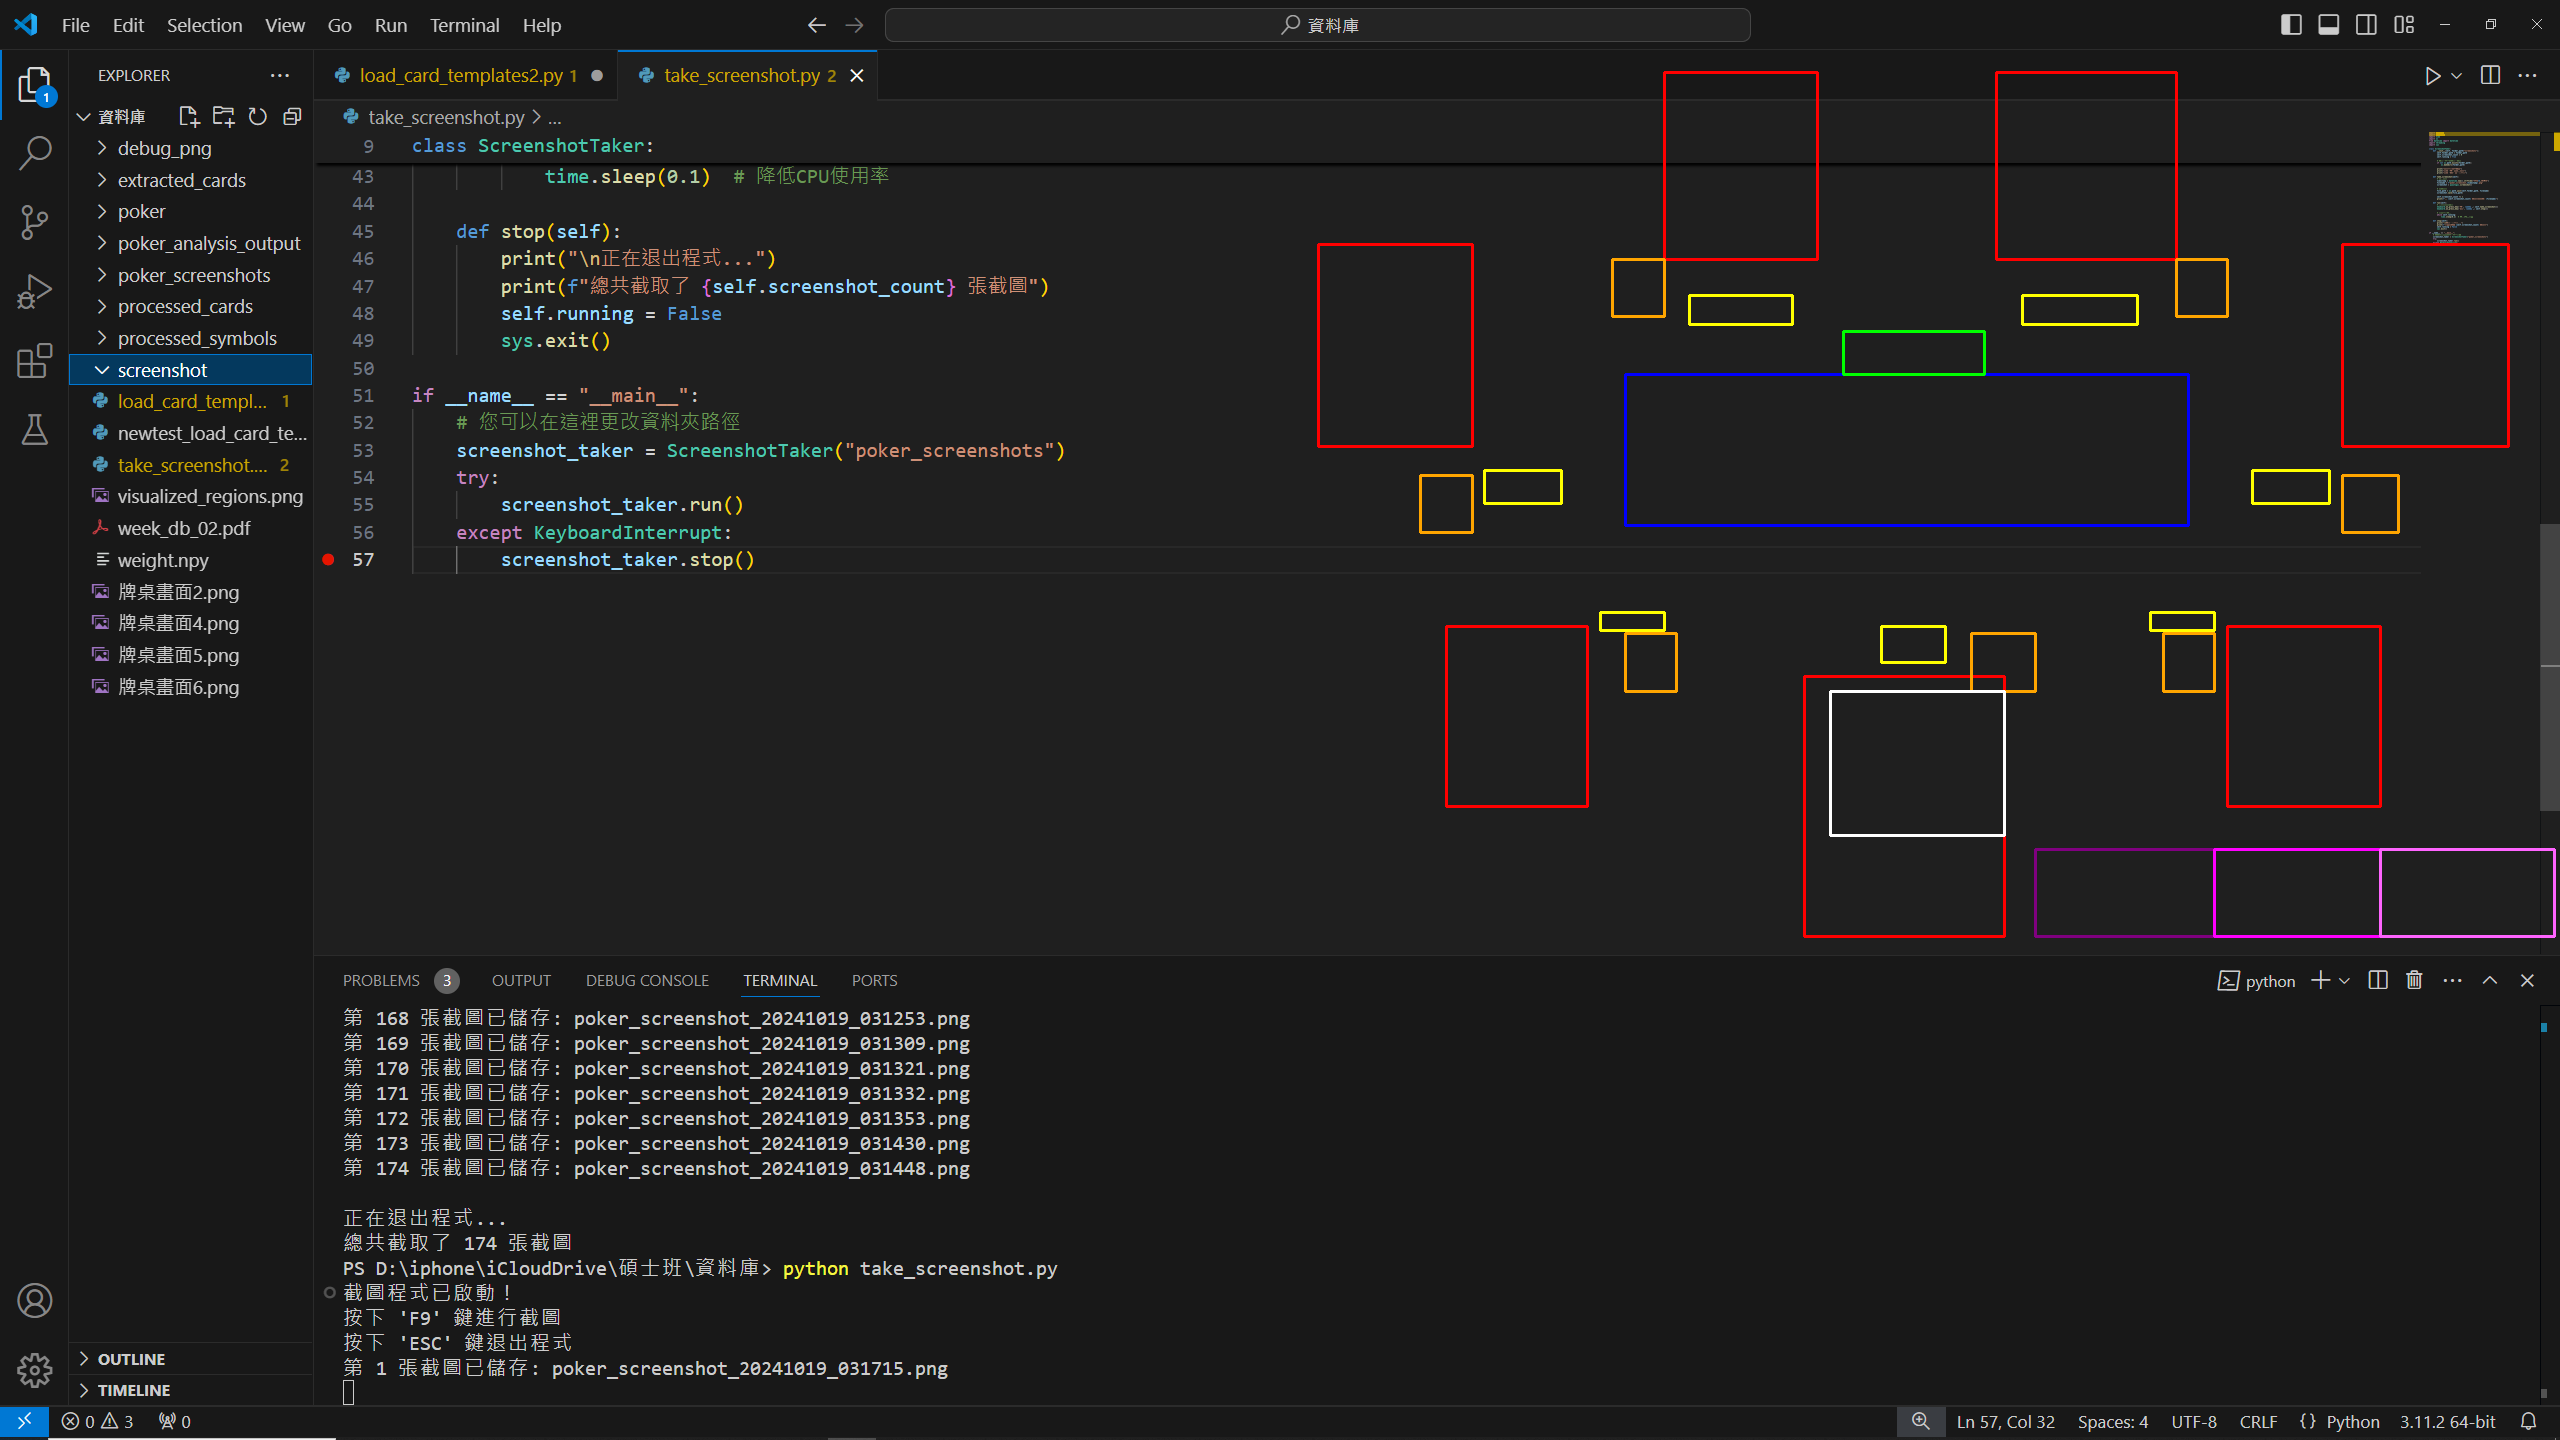 File Edit Selection View Go Run Terminal Help
資料庫
EXPLORER
資料庫
debug_png
extracted_cards
poker
poker_analysis_output
poker_screenshots
processed_cards
processed_symbols
screenshot
load_card_templ... 1
newtest_load_card_te...
take_screenshot.... 2
visualized_regions.png
week_db_02.pdf
weight.npy
牌桌畫面2.png
牌桌畫面4.png
牌桌畫面5.png
牌桌畫面6.png
OUTLINE
TIMELINE
1
load_card_templates2.py 1
take_screenshot.py 2
take_screenshot.py > ...
9 class ScreenshotTaker:
43 time.sleep(0.1) # 降低CPU使用率
44
45 def stop(self):
46 print("\n正在退出程式...")
47 print(f"總共截取了 {self.screenshot_count} 張截圖")
48 self.running = False
49 sys.exit()
50
51 if __name__ == "__main__":
52 # 您可以在這裡更改資料夾路徑
53 screenshot_taker = ScreenshotTaker("poker_screenshots")
54 try:
55 screenshot_taker.run()
56 except KeyboardInterrupt:
57 screenshot_taker.stop()
PROBLEMS 3 OUTPUT DEBUG CONSOLE TERMINAL PORTS
python
第 168 張截圖已儲存: poker_screenshot_20241019_031253.png
第 169 張截圖已儲存: poker_screenshot_20241019_031309.png
第 170 張截圖已儲存: poker_screenshot_20241019_031321.png
第 171 張截圖已儲存: poker_screenshot_20241019_031332.png
第 172 張截圖已儲存: poker_screenshot_20241019_031353.png
第 173 張截圖已儲存: poker_screenshot_20241019_031430.png
第 174 張截圖已儲存: poker_screenshot_20241019_031448.png
正在退出程式...
總共截取了 174 張截圖
PS D:\iphone\iCloudDrive\碩士班\資料庫> python take_screenshot.py
截圖程式已啟動！
按下 'F9' 鍵進行截圖
按下 'ESC' 鍵退出程式
第 1 張截圖已儲存: poker_screenshot_20241019_031715.png
0 3 0
Ln 57, Col 32 Spaces: 4 UTF-8 CRLF {} Python 3.11.2 64-bit